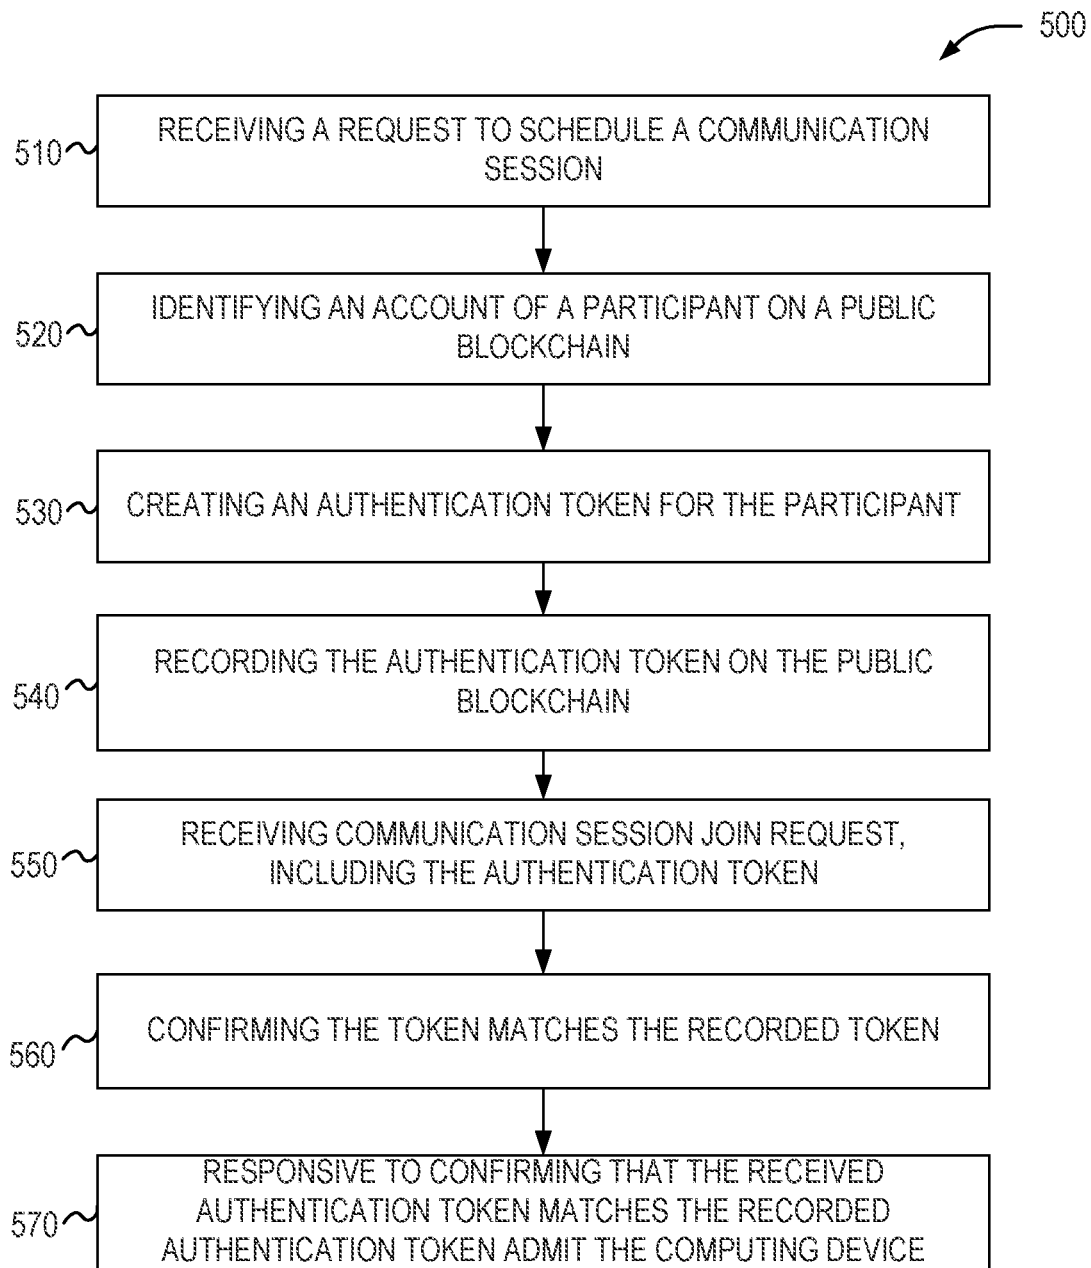 500
510
RECEIVING A REQUEST TO SCHEDULE A COMMUNICATION
SESSION
520
IDENTIFYING AN ACCOUNT OF A PARTICIPANT ON A PUBLIC
BLOCKCHAIN
530
CREATING AN AUTHENTICATION TOKEN FOR THE PARTICIPANT
540
RECORDING THE AUTHENTICATION TOKEN ON THE PUBLIC
BLOCKCHAIN
550
RECEIVING COMMUNICATION SESSION JOIN REQUEST,
INCLUDING THE AUTHENTICATION TOKEN
560
CONFIRMING THE TOKEN MATCHES THE RECORDED TOKEN
570
RESPONSIVE TO CONFIRMING THAT THE RECEIVED
AUTHENTICATION TOKEN MATCHES THE RECORDED
AUTHENTICATION TOKEN ADMIT THE COMPUTING DEVICE